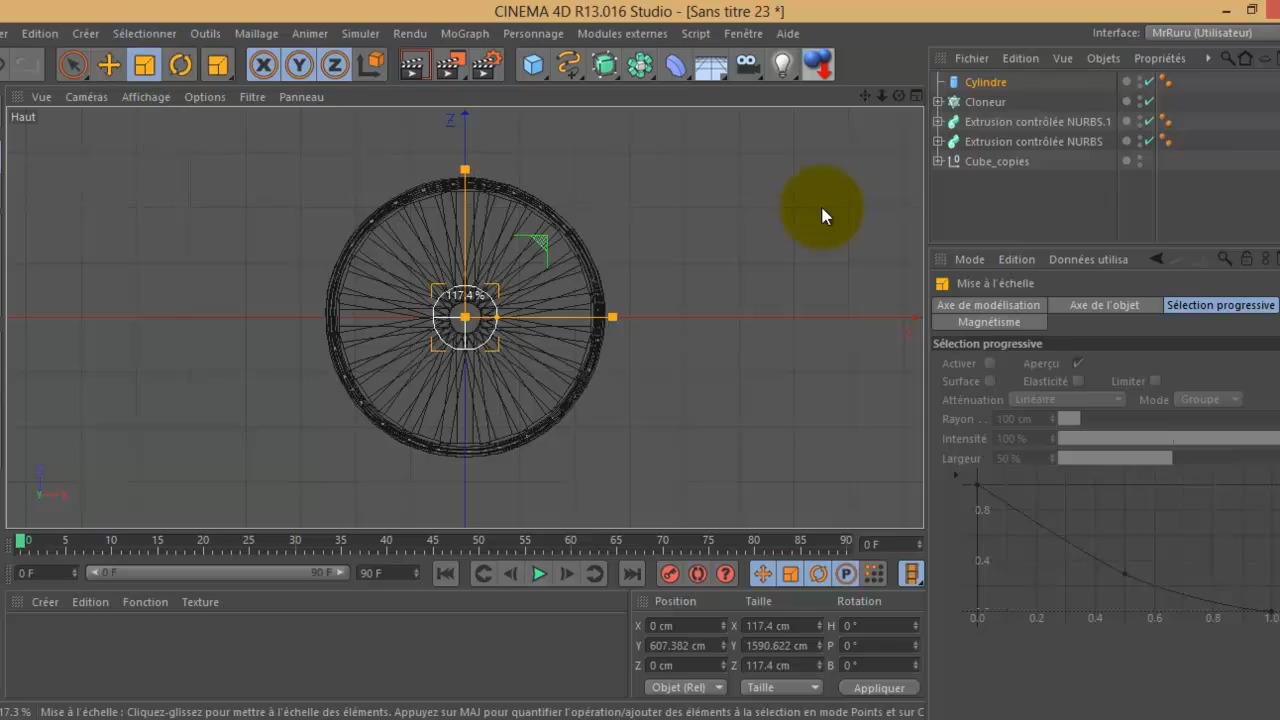 CINEMA 4D R13.016 Studio - [Sans titre 23 *]
er Edition Créer Sélectionner Outils Maillage Animer Simuler Rendu MoGraph Personnage Modules externes Script Fenêtre Aide Interface: MrRuru (Utilisateur)
X Y Z
Vue Caméras Affichage Options Filtre Panneau
Fichier Edition Vue Objets Propriétés
Haut
Z
Cylindre
Cloneur
Extrusion contrôlée NURBS.1
Extrusion contrôlée NURBS
Cube_copies
117.4 %
Mode Edition Données utilisa
Mise à l'échelle
Axe de modélisation Axe de l'objet Sélection progressive
Magnétisme
Sélection progressive
Activer Aperçu
Surface Elasticité Limiter
Atténuation Linéaire Mode Groupe
Rayon . . 100 cm
Intensité 100 %
Largeur 50 %
0.8
0.4
0.0 0.2 0.4 0.6 0.8 1.0
Y X
0 5 10 15 20 25 30 35 40 45 50 55 60 65 70 75 80 85 90 0 F
0 F 0 F 90 F 90 F
P
Créer Edition Fonction Texture
Position Taille Rotation
X 0 cm X 117.4 cm H 0 °
Y 607.382 cm Y 1590.622 cm P 0 °
Z 0 cm Z 117.4 cm B 0 °
Objet (Rel) Taille Appliquer
17.3 % Mise à l'échelle : Cliquez-glissez pour mettre à l'échelle des éléments. Appuyez sur MAJ pour quantifier l'opération/ajouter des éléments à la sélection en mode Points et sur C